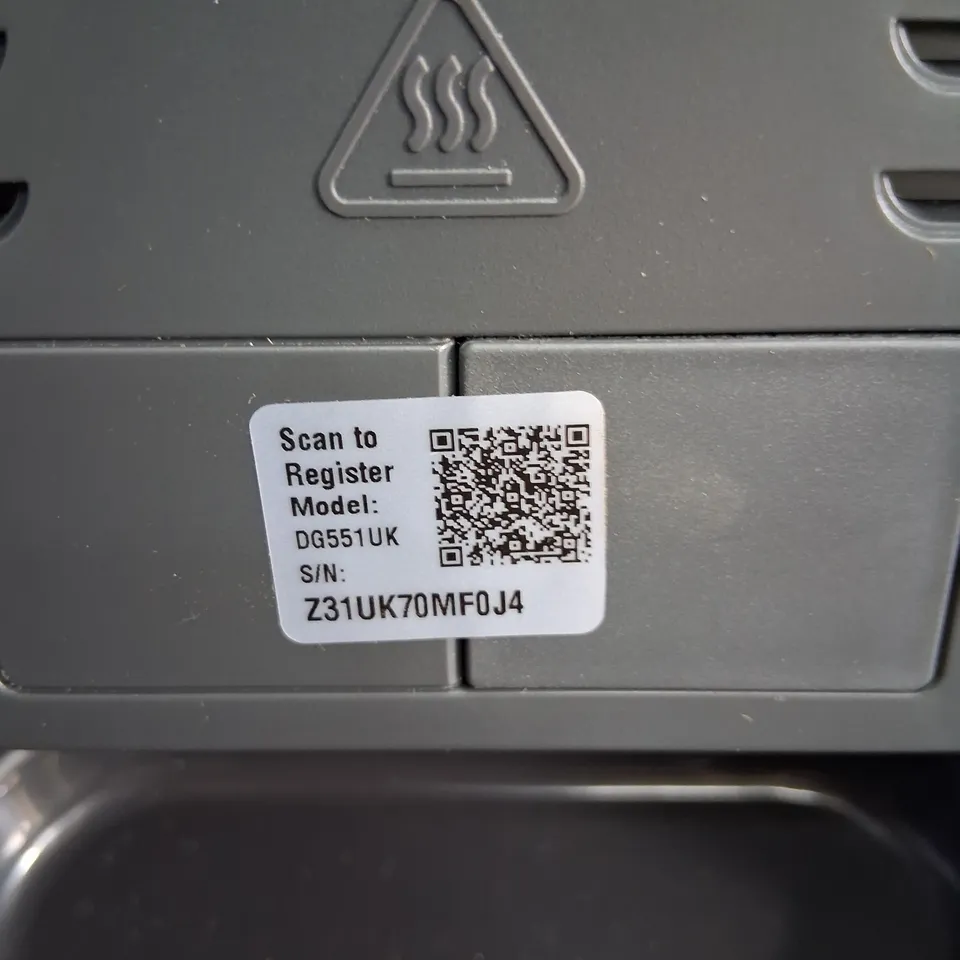 Scan to
Register
Model:
DG551UK
S/N:
Z31UK70MF0J4